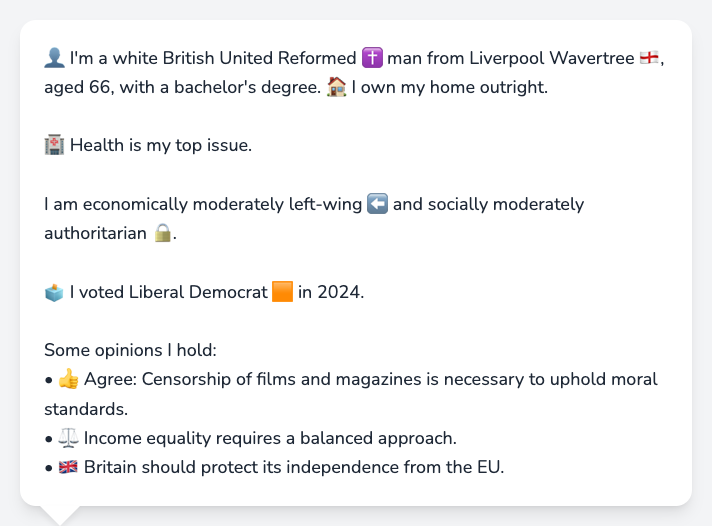 👤 I'm a white British United Reformed ✝️ man from Liverpool Wavertree 🏴󠁧󠁢󠁥󠁮󠁧󠁿,
aged 66, with a bachelor's degree. 🏠 I own my home outright.
🏥 Health is my top issue.
I am economically moderately left-wing ⬅️ and socially moderately
authoritarian 🔒.
🗳️ I voted Liberal Democrat 🟧 in 2024.
Some opinions I hold:
• 👍 Agree: Censorship of films and magazines is necessary to uphold moral
standards.
• ⚖️ Income equality requires a balanced approach.
• 🇬🇧 Britain should protect its independence from the EU.